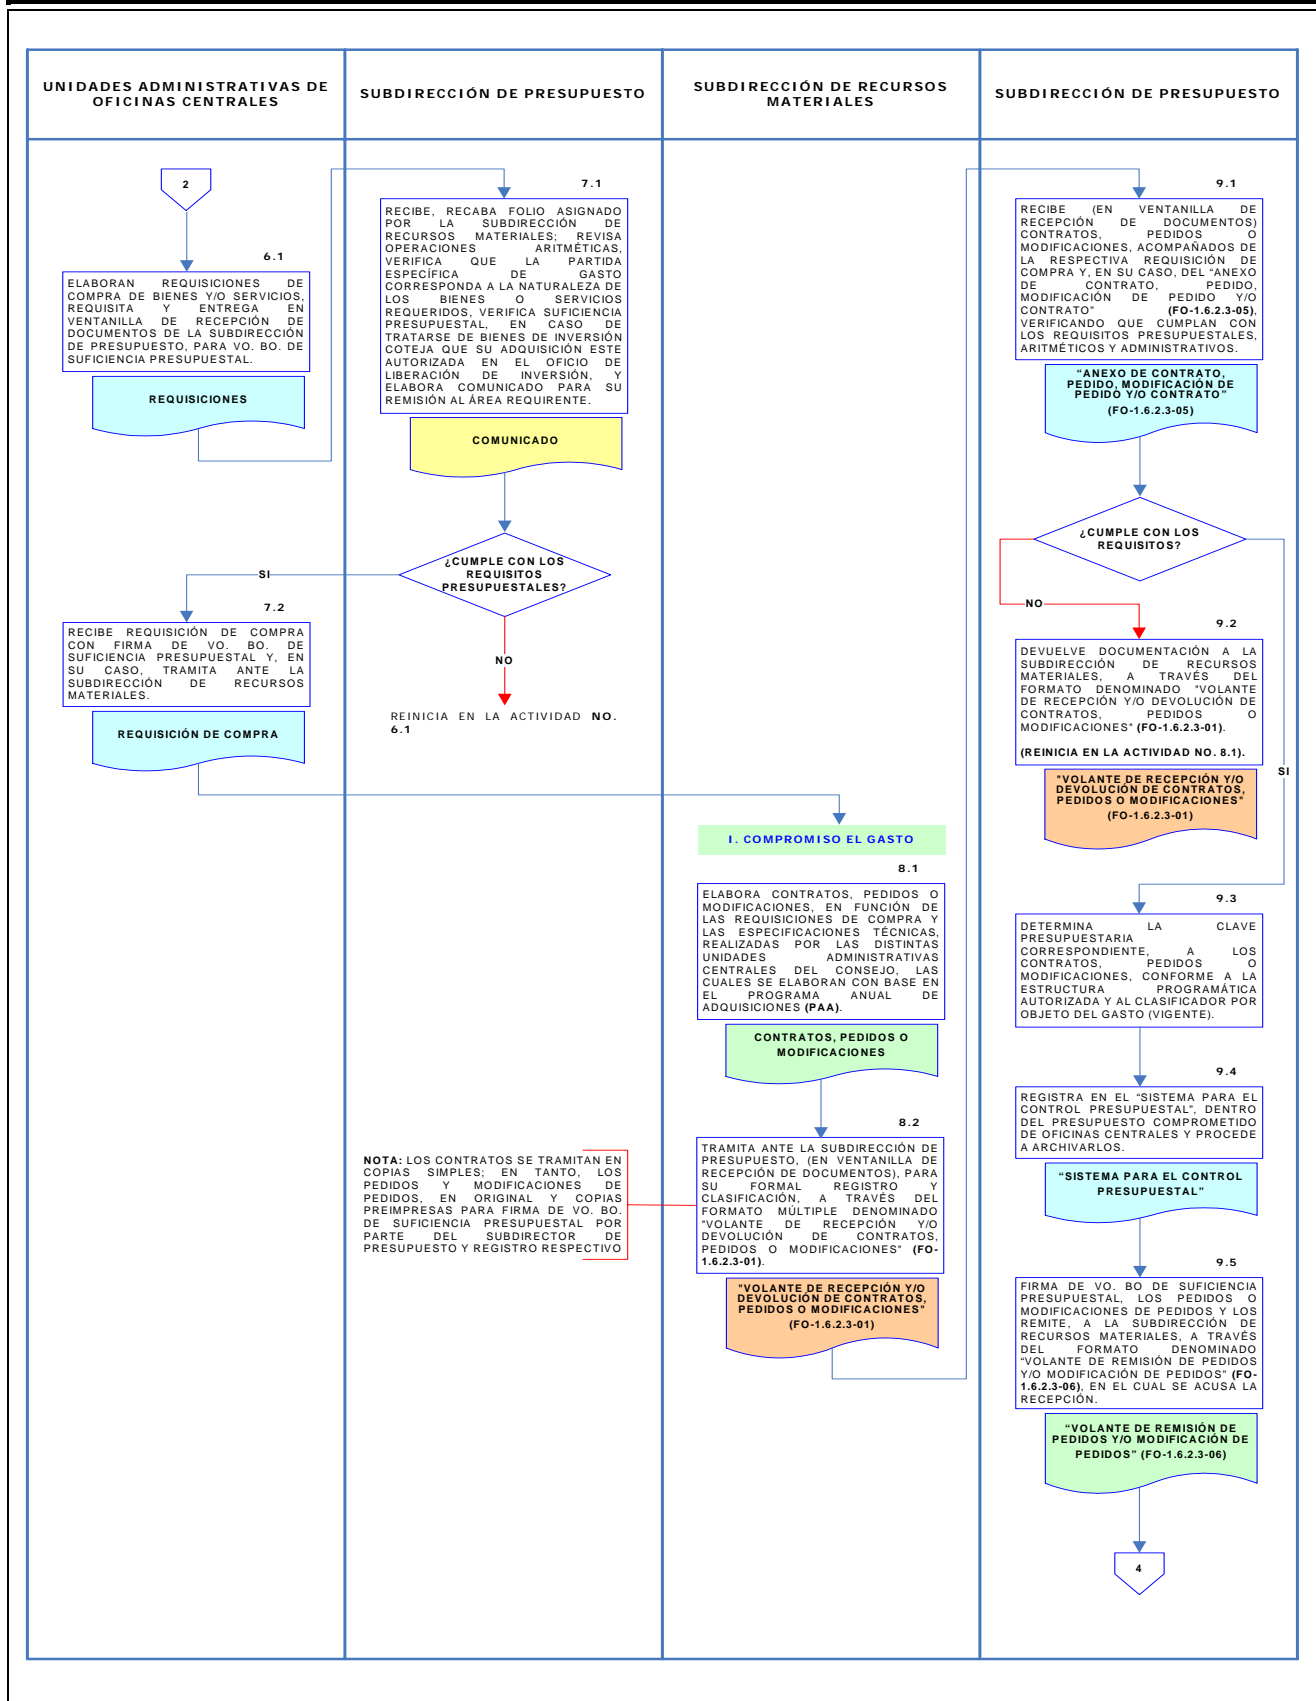 UNIDADES ADMINISTRATIVAS DE
OFICINAS CENTRALES
SUBDIRECCIÓN DE PRESUPUESTO
SUBDIRECCIÓN DE RECURSOS
MATERIALES
SUBDIRECCIÓN DE PRESUPUESTO
2
6.1
ELABORAN REQUISICIONES DE
COMPRA DE BIENES Y/O SERVICIOS,
REQUISITA Y ENTREGA EN
VENTANILLA DE RECEPCIÓN DE
DOCUMENTOS DE LA SUBDIRECCIÓN
DE PRESUPUESTO, PARA VO. BO. DE
SUFICIENCIA PRESUPUESTAL.
REQUISICIONES
7.1
RECIBE, RECABA FOLIO ASIGNADO
POR LA SUBDIRECCIÓN DE
RECURSOS MATERIALES; REVISA
OPERACIONES ARITMÉTICAS,
VERIFICA QUE LA PARTIDA
ESPECÍFICA DE GASTO
CORRESPONDA A LA NATURALEZA DE
LOS BIENES O SERVICIOS
REQUERIDOS, VERIFICA SUFICIENCIA
PRESUPUESTAL, EN CASO DE
TRATARSE DE BIENES DE INVERSIÓN
COTEJA QUE SU ADQUISICIÓN ESTE
AUTORIZADA EN EL OFICIO DE
LIBERACIÓN DE INVERSIÓN, Y
ELABORA COMUNICADO PARA SU
REMISIÓN AL ÁREA REQUIRENTE.
COMUNICADO
¿CUMPLE CON LOS
REQUISITOS
PRESUPUESTALES?
SI
NO
REINICIA EN LA ACTIVIDAD NO.
6.1
7.2
RECIBE REQUISICIÓN DE COMPRA
CON FIRMA DE VO. BO. DE
SUFICIENCIA PRESUPUESTAL Y, EN
SU CASO, TRAMITA ANTE LA
SUBDIRECCIÓN DE RECURSOS
MATERIALES.
REQUISICIÓN DE COMPRA
I. COMPROMISO EL GASTO
8.1
ELABORA CONTRATOS, PEDIDOS O
MODIFICACIONES, EN FUNCIÓN DE
LAS REQUISICIONES DE COMPRA Y
LAS ESPECIFICACIONES TÉCNICAS,
REALIZADAS POR LAS DISTINTAS
UNIDADES ADMINISTRATIVAS
CENTRALES DEL CONSEJO, LAS
CUALES SE ELABORAN CON BASE EN
EL PROGRAMA ANUAL DE
ADQUISICIONES (PAA).
CONTRATOS, PEDIDOS O
MODIFICACIONES
8.2
TRAMITA ANTE LA SUBDIRECCIÓN DE
PRESUPUESTO, (EN VENTANILLA DE
RECEPCIÓN DE DOCUMENTOS), PARA
SU FORMAL REGISTRO Y
CLASIFICACIÓN, A TRAVÉS DEL
FORMATO MÚLTIPLE DENOMINADO
"VOLANTE DE RECEPCIÓN Y/O
DEVOLUCIÓN DE CONTRATOS,
PEDIDOS O MODIFICACIONES" (FO-
1.6.2.3-01).
"VOLANTE DE RECEPCIÓN Y/O
DEVOLUCIÓN DE CONTRATOS,
PEDIDOS O MODIFICACIONES"
(FO-1.6.2.3-01)
NOTA: LOS CONTRATOS SE TRAMITAN EN
COPIAS SIMPLES; EN TANTO, LOS
PEDIDOS Y MODIFICACIONES DE
PEDIDOS, EN ORIGINAL Y COPIAS
PREIMPRESAS PARA FIRMA DE VO. BO.
DE SUFICIENCIA PRESUPUESTAL POR
PARTE DEL SUBDIRECTOR DE
PRESUPUESTO Y REGISTRO RESPECTIVO
9.1
RECIBE (EN VENTANILLA DE
RECEPCIÓN DE DOCUMENTOS)
CONTRATOS, PEDIDOS O
MODIFICACIONES, ACOMPAÑADOS DE
LA RESPECTIVA REQUISICIÓN DE
COMPRA Y, EN SU CASO, DEL “ANEXO
DE CONTRATO, PEDIDO,
MODIFICACIÓN DE PEDIDO Y/O
CONTRATO” (FO-1.6.2.3-05),
VERIFICANDO QUE CUMPLAN CON
LOS REQUISITOS PRESUPUESTALES,
ARITMÉTICOS Y ADMINISTRATIVOS.
“ANEXO DE CONTRATO,
PEDIDO, MODIFICACIÓN DE
PEDIDO Y/O CONTRATO”
(FO-1.6.2.3-05)
¿CUMPLE CON LOS
REQUISITOS?
NO
SI
9.2
DEVUELVE DOCUMENTACIÓN A LA
SUBDIRECCIÓN DE RECURSOS
MATERIALES, A TRAVÉS DEL
FORMATO DENOMINADO "VOLANTE
DE RECEPCIÓN Y/O DEVOLUCIÓN DE
CONTRATOS, PEDIDOS O
MODIFICACIONES" (FO-1.6.2.3-01).
(REINICIA EN LA ACTIVIDAD NO. 8.1).
"VOLANTE DE RECEPCIÓN Y/O
DEVOLUCIÓN DE CONTRATOS,
PEDIDOS O MODIFICACIONES"
(FO-1.6.2.3-01)
9.3
DETERMINA LA CLAVE
PRESUPUESTARIA
CORRESPONDIENTE, A LOS
CONTRATOS, PEDIDOS O
MODIFICACIONES, CONFORME A LA
ESTRUCTURA PROGRAMÁTICA
AUTORIZADA Y AL CLASIFICADOR POR
OBJETO DEL GASTO (VIGENTE).
9.4
REGISTRA EN EL “SISTEMA PARA EL
CONTROL PRESUPUESTAL”, DENTRO
DEL PRESUPUESTO COMPROMETIDO
DE OFICINAS CENTRALES Y PROCEDE
A ARCHIVARLOS.
“SISTEMA PARA EL CONTROL
PRESUPUESTAL”
9.5
FIRMA DE VO. BO DE SUFICIENCIA
PRESUPUESTAL, LOS PEDIDOS O
MODIFICACIONES DE PEDIDOS Y LOS
REMITE, A LA SUBDIRECCIÓN DE
RECURSOS MATERIALES, A TRAVÉS
DEL FORMATO DENOMINADO
“VOLANTE DE REMISIÓN DE PEDIDOS
Y/O MODIFICACIÓN DE PEDIDOS” (FO-
1.6.2.3-06), EN EL CUAL SE ACUSA LA
RECEPCIÓN.
“VOLANTE DE REMISIÓN DE
PEDIDOS Y/O MODIFICACIÓN DE
PEDIDOS” (FO-1.6.2.3-06)
4